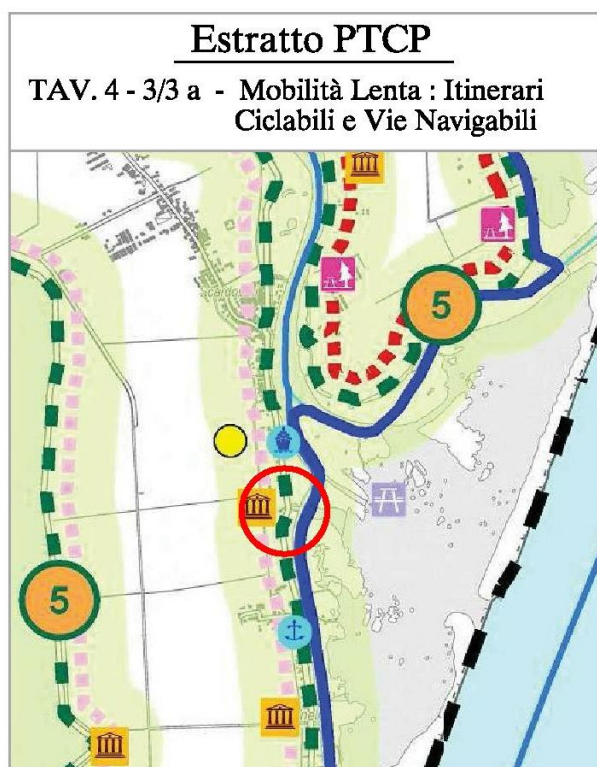 Estratto PTCP
TAV. 4 - 3/3 a - Mobilità Lenta : Itinerari
Ciclabili e Vie Navigabili
5
5